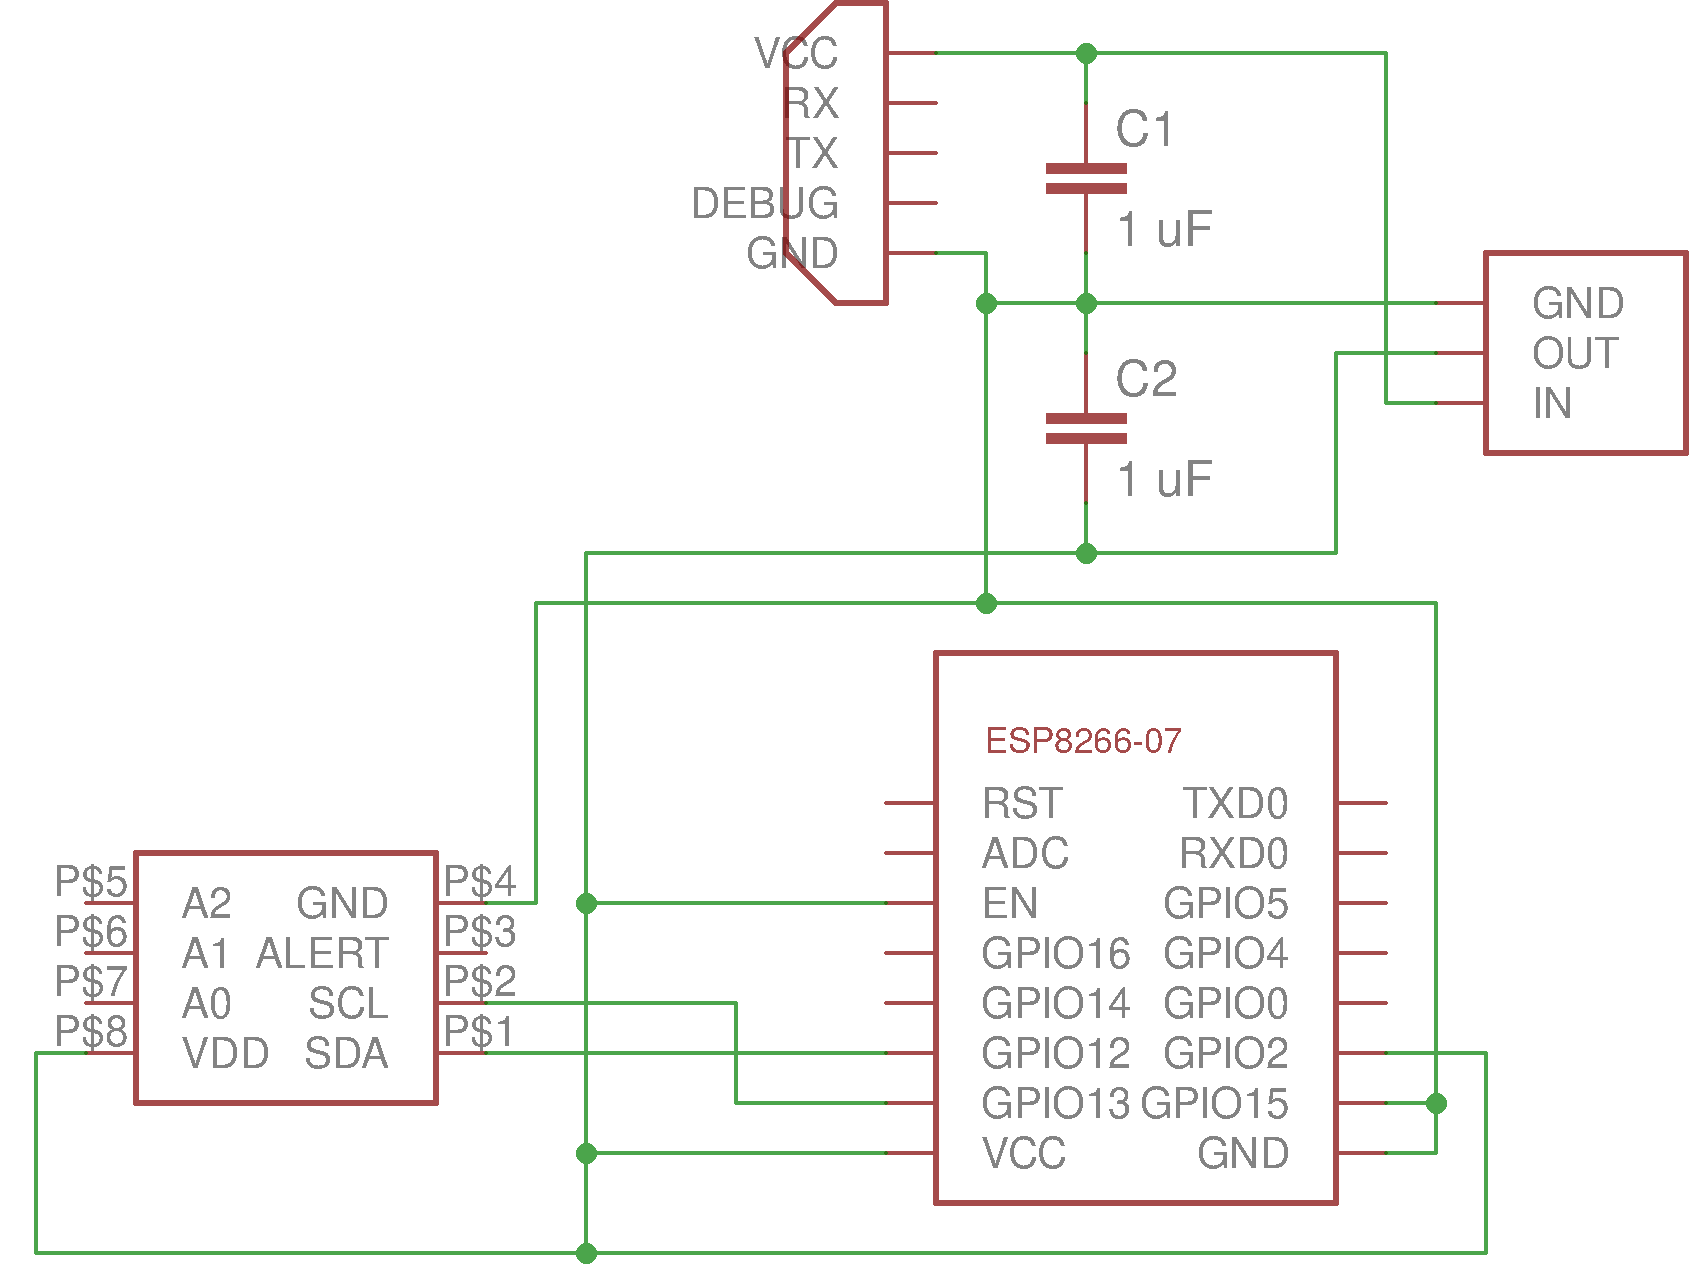 VCC
RX
TX
DEBUG
GND
C1
1 uF
C2
1 uF
GND
OUT
IN
ESP8266-07
RST TXD0
ADC RXD0
EN GPIO5
GPIO16 GPIO4
GPIO14 GPIO0
GPIO12 GPIO2
GPIO13 GPIO15
VCC GND
P$5 P$4
A2 GND
P$6 P$3
A1 ALERT
P$7 P$2
A0 SCL
P$8 P$1
VDD SDA